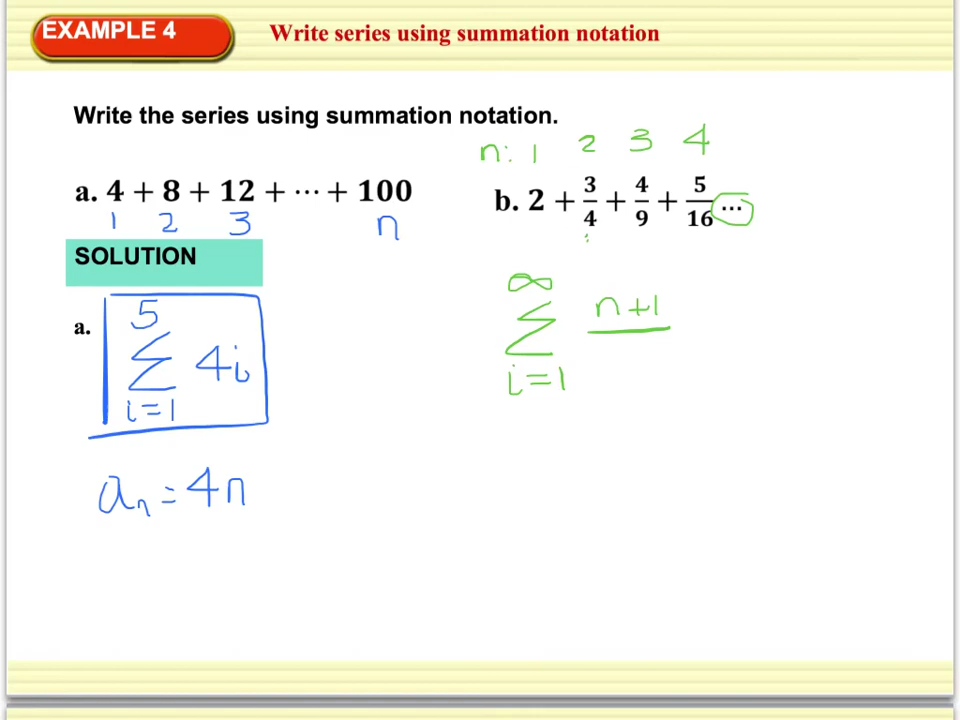 EXAMPLE 4
Write series using summation notation
Write the series using summation notation.
n: 1 2 3 4
a. 4 + 8 + 12 + ⋯ + 100
1 2 3 n
b. 2 + 3/4 + 4/9 + 5/16 ...
SOLUTION
a.
5
∑ 4i
i=1
aₙ = 4n
∞
∑ n+1
i=1